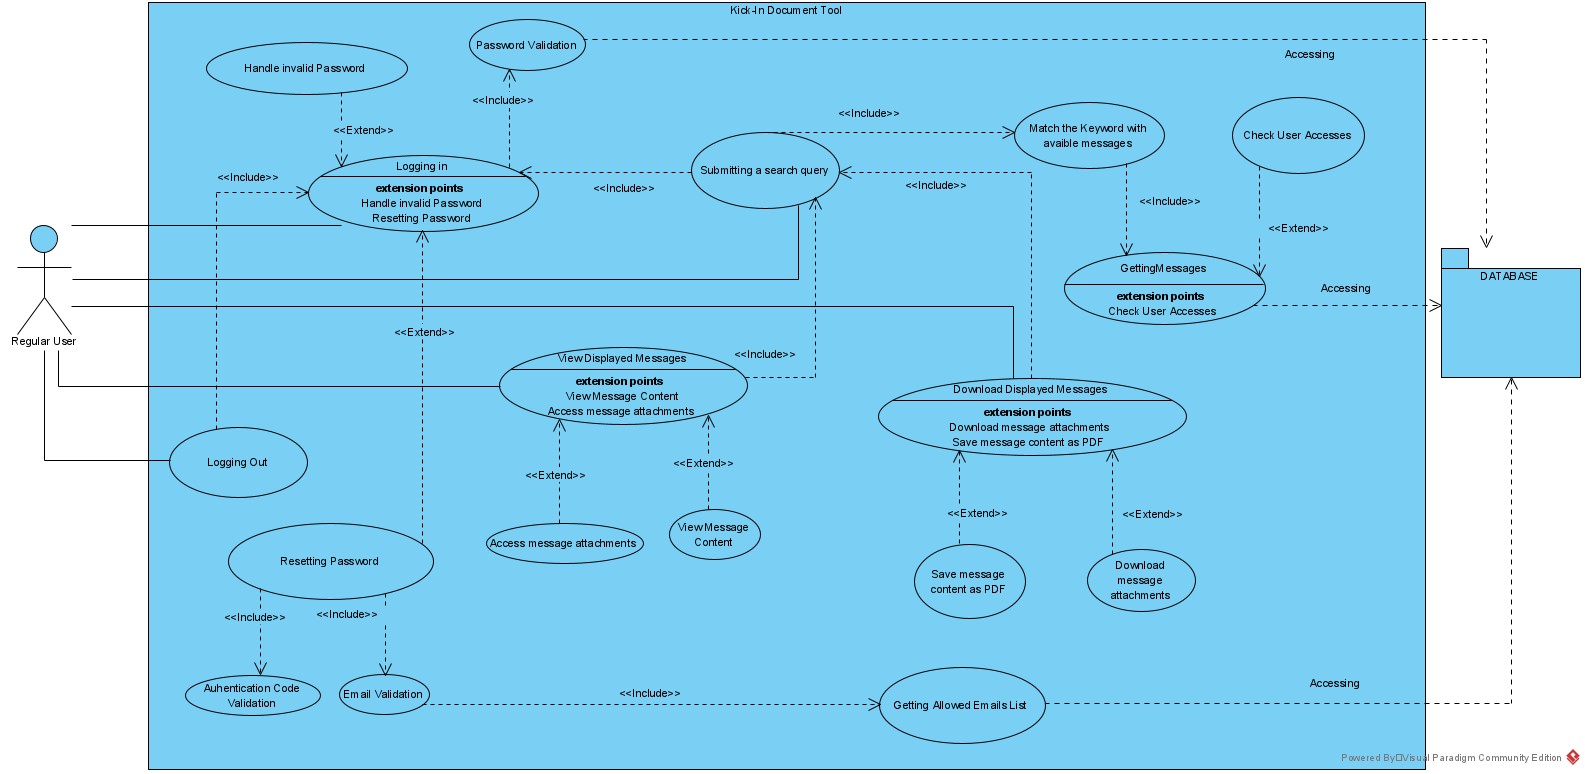 Kick-In Document Tool
Password Validation
Accessing
Handle invalid Password
<<Include>>
<<Include>>
<<Extend>>
Match the Keyword with
avaible messages
Check User Accesses
Logging in
extension points
Handle invalid Password
Resetting Password
Submitting a search query
<<Include>>
<<Include>>
<<Include>>
<<Include>>
<<Extend>>
GettingMessages
extension points
Check User Accesses
DATABASE
Accessing
Regular User
<<Extend>>
View Displayed Messages
extension points
View Message Content
Access message attachments
<<Include>>
Download Displayed Messages
extension points
Download message attachments
Save message content as PDF
Logging Out
<<Extend>>
<<Extend>>
<<Extend>>
<<Extend>>
Access message attachments
View Message
Content
Resetting Password
Save message
content as PDF
Download
message
attachments
<<Include>>
<<Include>>
Auhentication Code
Validation
Email Validation
<<Include>>
Getting Allowed Emails List
Accessing
Powered By Visual Paradigm Community Edition